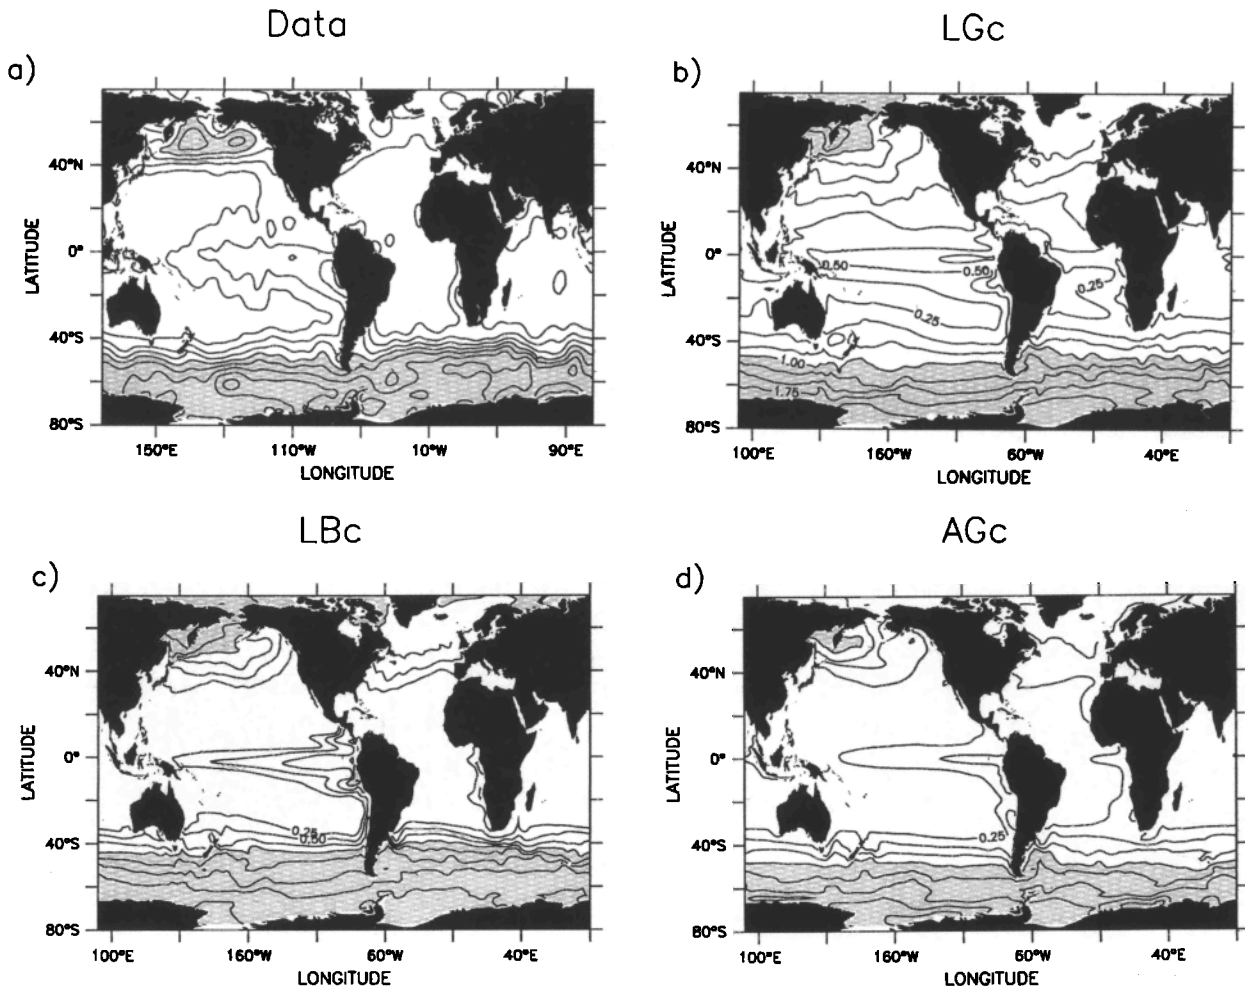 Data
a)
LATITUDE
40°N
0°
40°S
80°S
150°E
110°W
10°W
90°E
LONGITUDE
LGc
b)
LATITUDE
40°N
0°
40°S
80°S
0.50
0.50
0.25
0.25
1.00
1.75
100°E
160°W
60°W
40°E
LONGITUDE
LBc
c)
LATITUDE
40°N
0°
40°S
80°S
0.25
0.50
100°E
160°W
60°W
40°E
LONGITUDE
AGc
d)
LATITUDE
40°N
0°
40°S
80°S
0.25
100°E
160°W
60°W
40°E
LONGITUDE